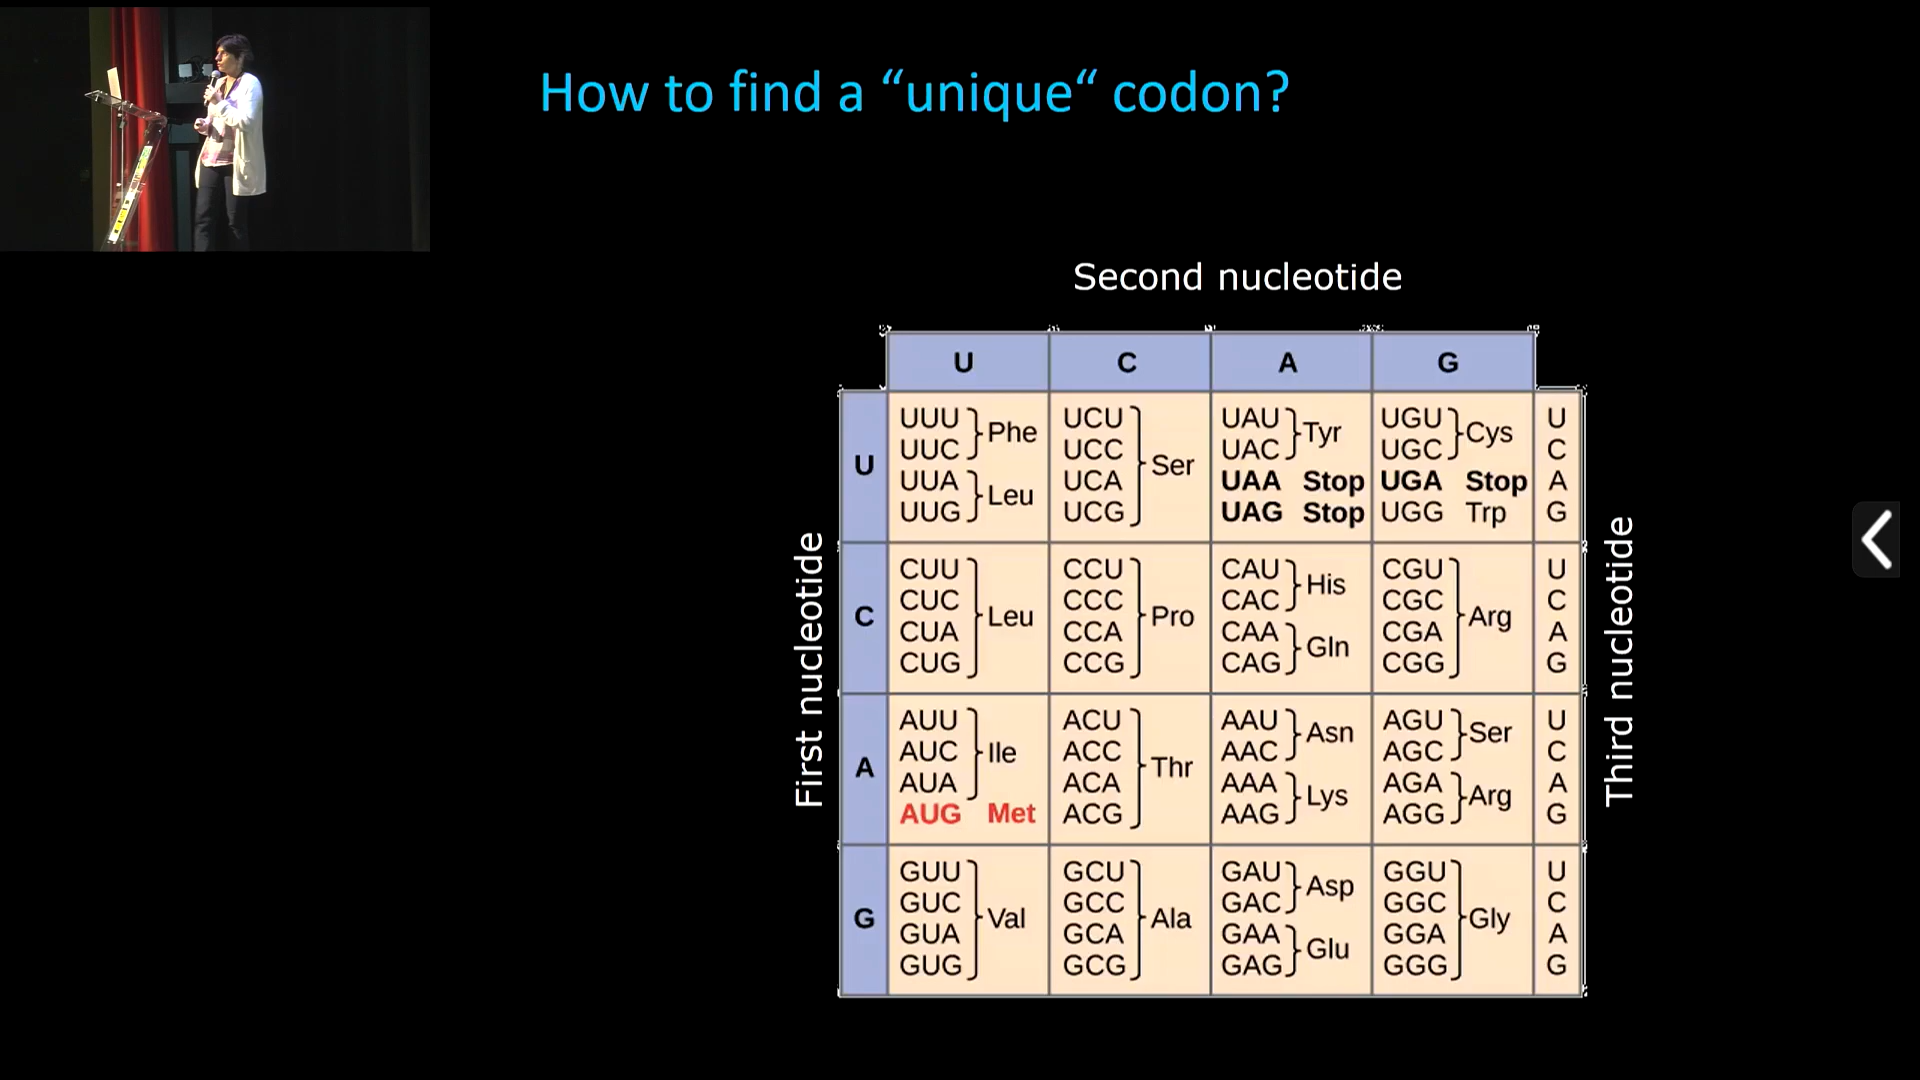 How to find a “unique“ codon?
Second nucleotide
First nucleotide
Third nucleotide
U C A G
U
UUU UUC Phe
UUA UUG Leu
UCU UCC UCA UCG Ser
UAU UAC Tyr
UAA Stop
UAG Stop
UGU UGC Cys
UGA Stop
UGG Trp
U C A G
C
CUU CUC CUA CUG Leu
CCU CCC CCA CCG Pro
CAU CAC His
CAA CAG Gln
CGU CGC CGA CGG Arg
U C A G
A
AUU AUC AUA Ile
AUG Met
ACU ACC ACA ACG Thr
AAU AAC Asn
AAA AAG Lys
AGU AGC Ser
AGA AGG Arg
U C A G
G
GUU GUC GUA GUG Val
GCU GCC GCA GCG Ala
GAU GAC Asp
GAA GAG Glu
GGU GGC GGA GGG Gly
U C A G